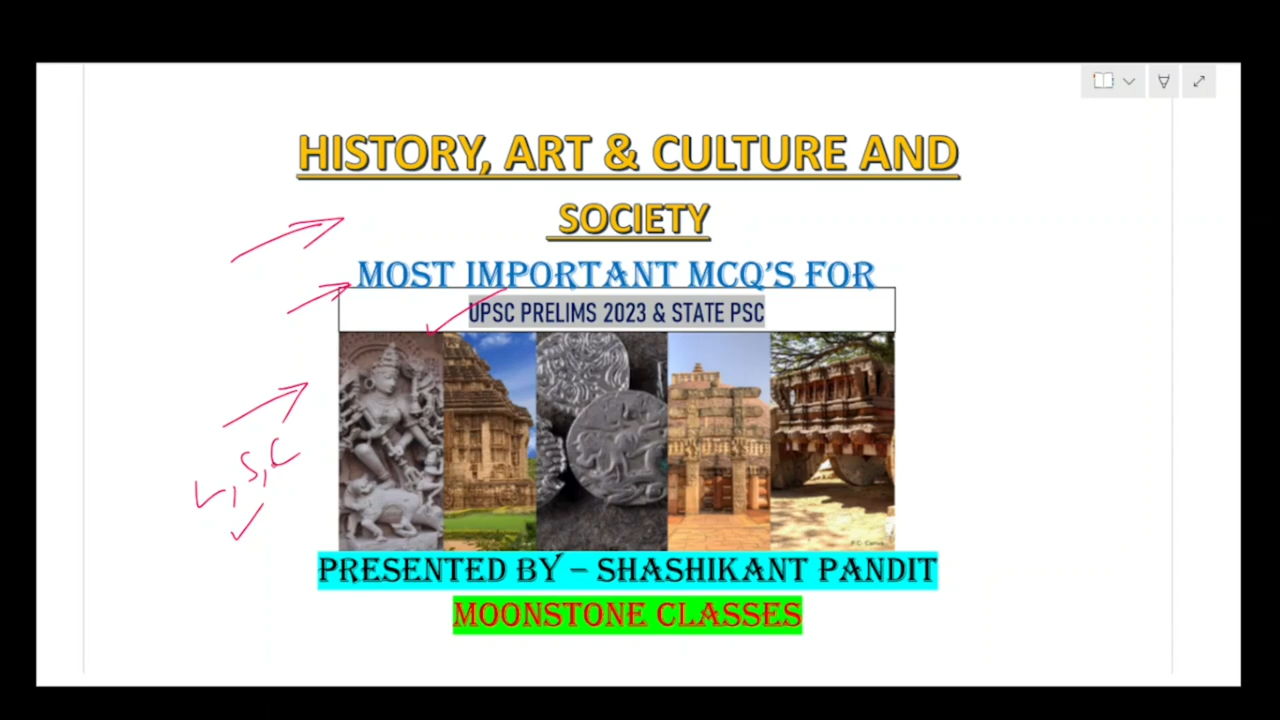 HISTORY, ART & CULTURE AND
SOCIETY
MOST IMPORTANT MCQ'S FOR
UPSC PRELIMS 2023 & STATE PSC
L, S, C
P.C- Canva
PRESENTED BY – SHASHIKANT PANDIT
MOONSTONE CLASSES